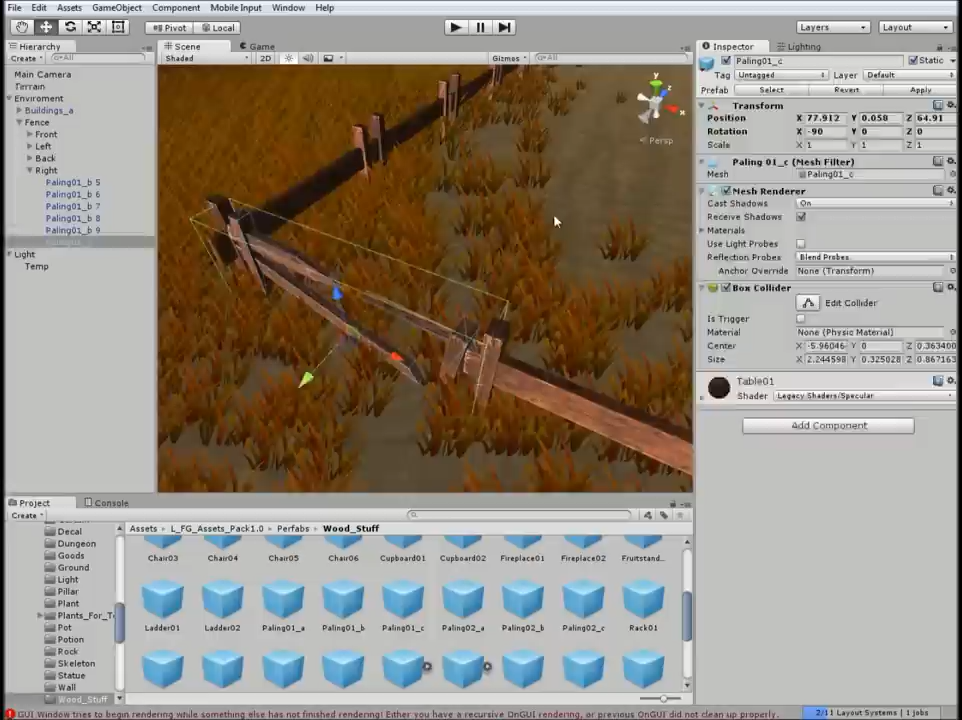 File Edit Assets GameObject Component Mobile Input Window Help
Pivot Local Layers Layout
Hierarchy Scene Game Inspector Lighting
Create All Shaded 2D Gizmos All Paling01_c Static
Tag Untagged Layer Default
Prefab Select Revert Apply
Main Camera
Terrain
Enviroment
Buildings_a
Fence
Front
Left
Back
Right
Paling01_b 5
Paling01_b 6
Paling01_b 7
Paling01_b 8
Paling01_b 9
Light
Temp
y
z
x
Persp
Transform
Position X 77.912 Y 0.058 Z 64.91
Rotation X -90 Y 0 Z 0
Scale X 1 Y 1 Z 1
Paling 01_c (Mesh Filter)
Mesh Paling01_c
Mesh Renderer
Cast Shadows On
Receive Shadows
Materials
Use Light Probes
Reflection Probes Blend Probes
Anchor Override None (Transform)
Box Collider
Edit Collider
Is Trigger
Material None (Physic Material)
Center X -5.96046 Y 0 Z 0.363400
Size X 2.244598 Y 0.325028 Z 0.867163
Table01
Shader Legacy Shaders/Specular
Add Component
Project Console
Create
Assets L_FG_Assets_Pack1.0 Perfabs Wood_Stuff
Decal
Dungeon
Goods
Ground
Light
Pillar
Plant
Plants_For_Te
Pot
Potion
Rock
Skeleton
Statue
Wall
Wood_Stuff
Chair03 Chair04 Chair05 Chair06 Cupboard01 Cupboard02 Fireplace01 Fireplace02 Fruitstand...
Ladder01 Ladder02 Paling01_a Paling01_b Paling01_c Paling02_a Paling02_b Paling02_c Rack01
GUI Window tries to begin rendering while something else has not finished rendering! Either you have a recursive OnGUI rendering, or previous OnGUI did not clean up properly.
2/11 Layout Systems | 1 jobs